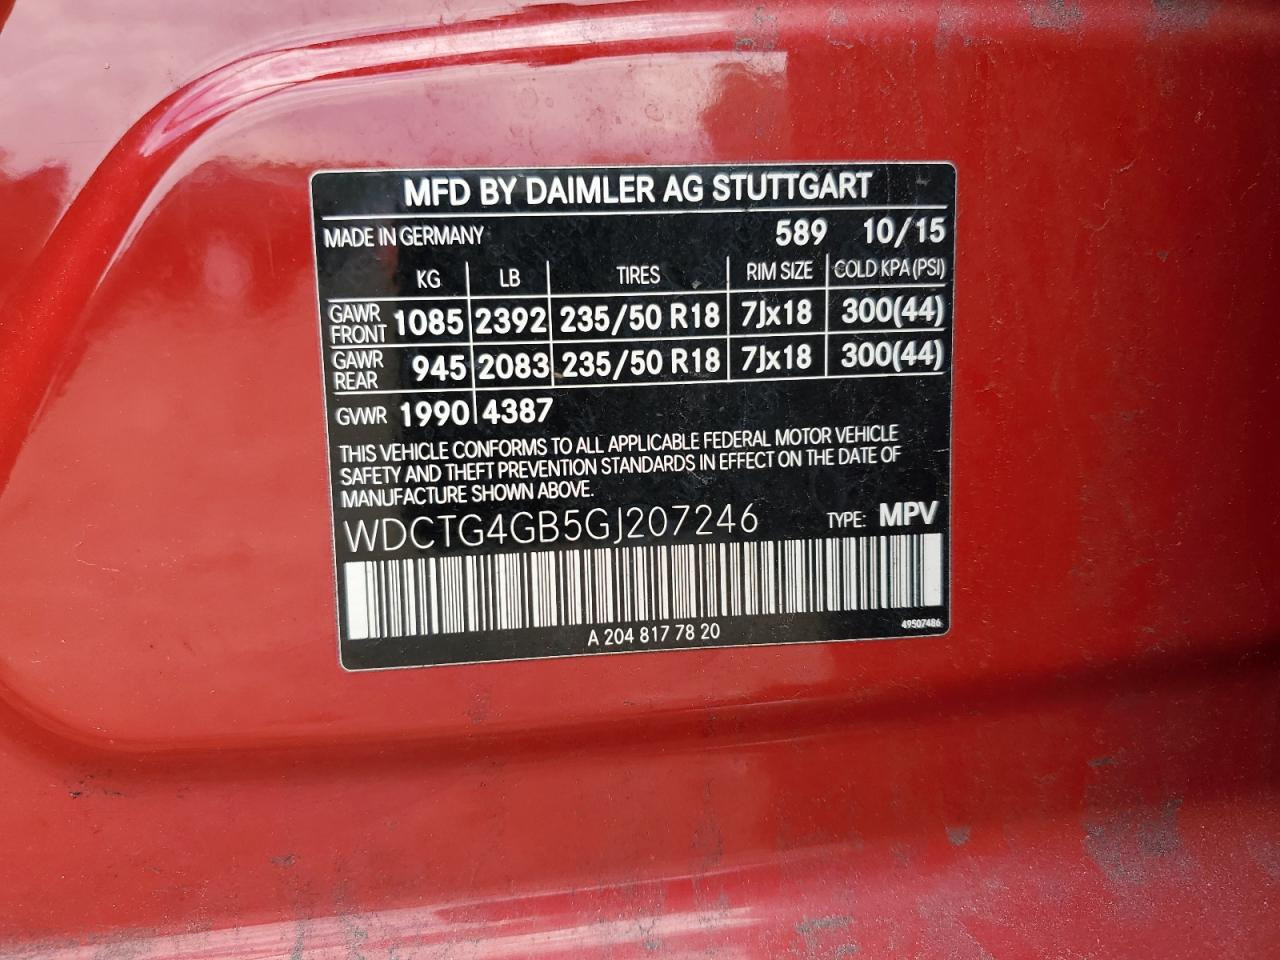 MFD BY DAIMLER AG STUTTGART
MADE IN GERMANY 589 10/15
KG LB TIRES RIM SIZE COLD KPA (PSI)
GAWR FRONT 1085 2392 235/50 R18 7Jx18 300(44)
GAWR REAR 945 2083 235/50 R18 7Jx18 300(44)
GVWR 1990 4387
THIS VEHICLE CONFORMS TO ALL APPLICABLE FEDERAL MOTOR VEHICLE
SAFETY AND THEFT PREVENTION STANDARDS IN EFFECT ON THE DATE OF
MANUFACTURE SHOWN ABOVE.
WDCTG4GB5GJ207246 TYPE: MPV
A 204 817 78 20 49507486